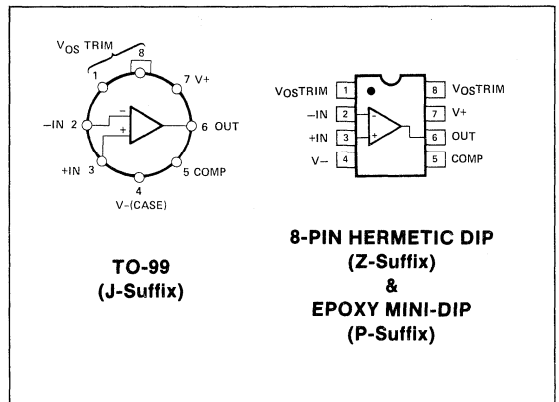 VOS TRIM
8
1
7 V+
−IN 2
−
+
6 OUT
+IN 3
5 COMP
4
V−(CASE)
TO-99
(J-Suffix)
VOSTRIM 1
8 VOSTRIM
−IN 2
−
7 V+
+IN 3
+
6 OUT
V− 4
5 COMP
8-PIN HERMETIC DIP
(Z-Suffix)
&
EPOXY MINI-DIP
(P-Suffix)